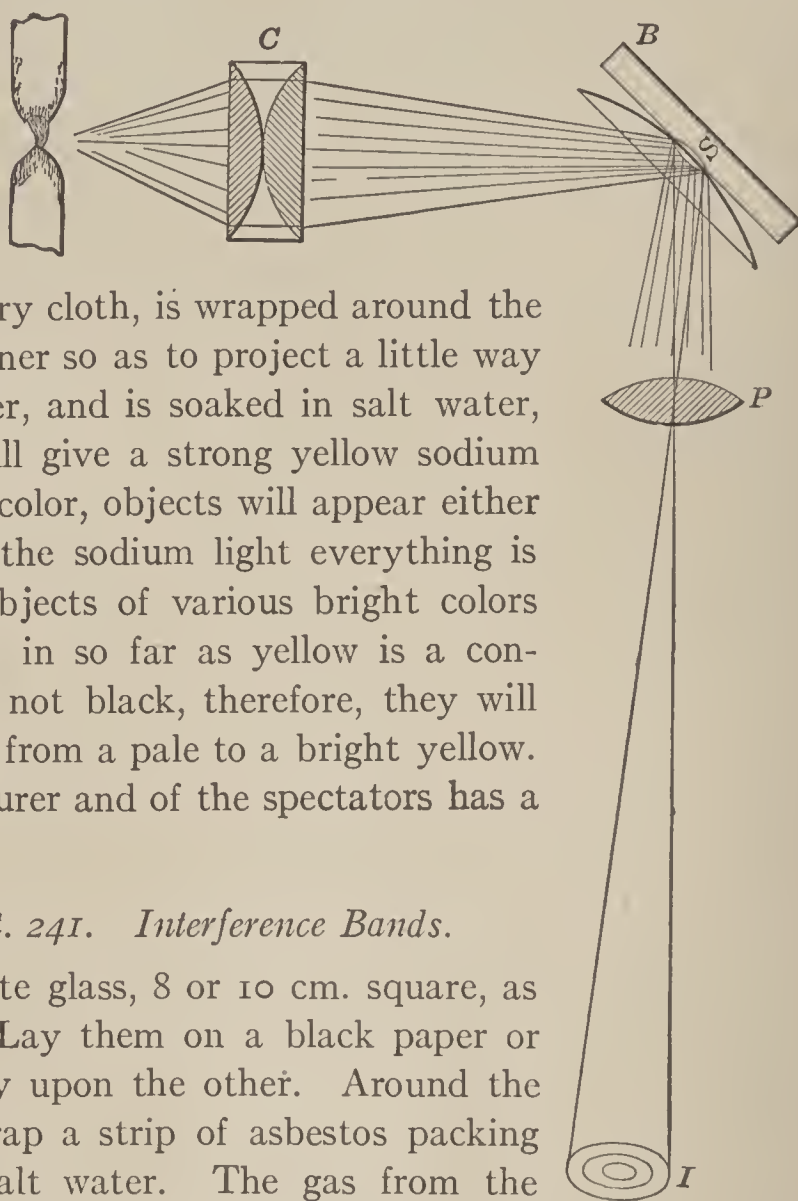 C
B
S
P
ry cloth, is wrapped around the
ner so as to project a little way
er, and is soaked in salt water,
ll give a strong yellow sodium
color, objects will appear either
the sodium light everything is
bjects of various bright colors
in so far as yellow is a con-
not black, therefore, they will
from a pale to a bright yellow.
urer and of the spectators has a
. 241. Interference Bands.
te glass, 8 or 10 cm. square, as
Lay them on a black paper or
y upon the other. Around the
rap a strip of asbestos packing
alt water. The gas from the
I